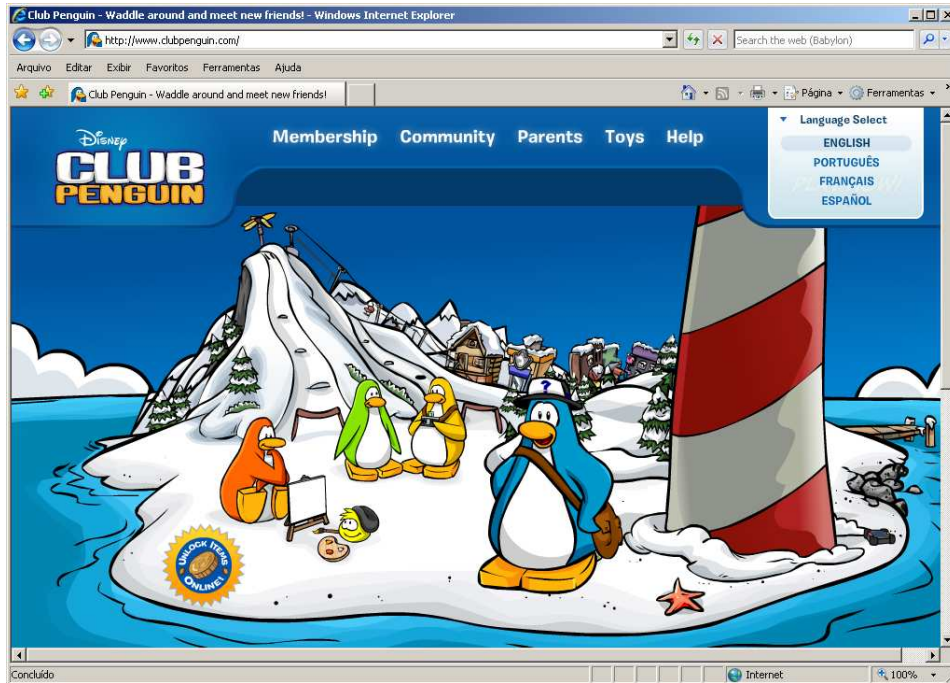 Club Penguin - Waddle around and meet new friends! - Windows Internet Explorer
http://www.clubpenguin.com/
Search the web (Babylon)
Arquivo Editar Exibir Favoritos Ferramentas Ajuda
Club Penguin - Waddle around and meet new friends!
Página Ferramentas
Disney
CLUB PENGUIN
Membership Community Parents Toys Help
Language Select
ENGLISH
PORTUGUÊS
FRANÇAIS
ESPAÑOL
?
UNLOCK ITEMS ONLINE!
Concluído
Internet
100%